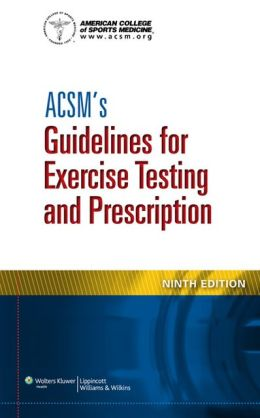 AMERICAN COLLEGE
of SPORTS MEDICINE®
www.acsm.org
ACSM's
Guidelines for
Exercise Testing
and Prescription
NINTH EDITION
Wolters Kluwer
Health
Lippincott
Williams & Wilkins